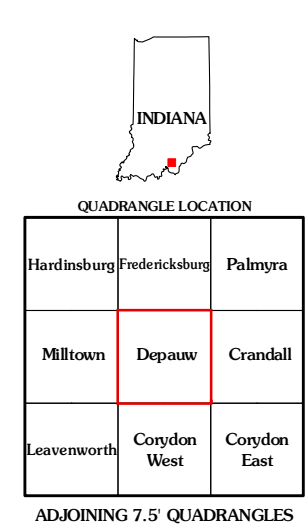 INDIANA
QUADRANGLE LOCATION
Hardinsburg Fredericksburg Palmyra
Milltown Depauw Crandall
Leavenworth Corydon West Corydon East
ADJOINING 7.5' QUADRANGLES